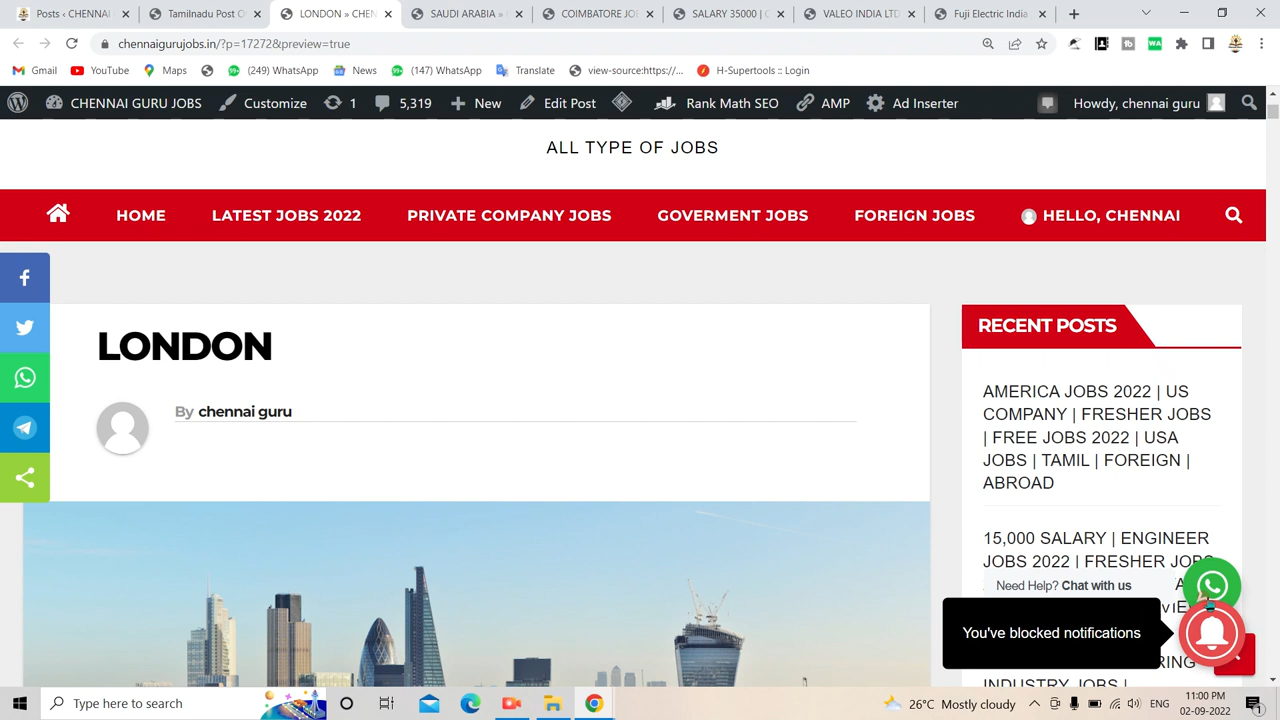 Posts ‹ CHENNAI
Tamilnadu Post O
LONDON » CHEN
SAUDI ARABIA »
COIMBATORE JO
SALARY 35000 | C
VALEO INDIA LTD
Fuji Electric India
chennaigurujobs.in/?p=17272&preview=true
Gmail
YouTube
Maps
(249) WhatsApp
News
(147) WhatsApp
Translate
view-source:https://...
H-Supertools :: Login
CHENNAI GURU JOBS
Customize
1
5,319
New
Edit Post
Rank Math SEO
AMP
Ad Inserter
Howdy, chennai guru
ALL TYPE OF JOBS
HOME
LATEST JOBS 2022
PRIVATE COMPANY JOBS
GOVERMENT JOBS
FOREIGN JOBS
HELLO, CHENNAI
LONDON
By chennai guru
RECENT POSTS
AMERICA JOBS 2022 | US
COMPANY | FRESHER JOBS
| FREE JOBS 2022 | USA
JOBS | TAMIL | FOREIGN |
ABROAD
15,000 SALARY | ENGINEER
JOBS 2022 | FRESHER JOBS
Need Help? Chat with us
You've blocked notifications
INDUSTRY JOBS |
Type here to search
26°C Mostly cloudy
ENG
11:00 PM
02-09-2022
1